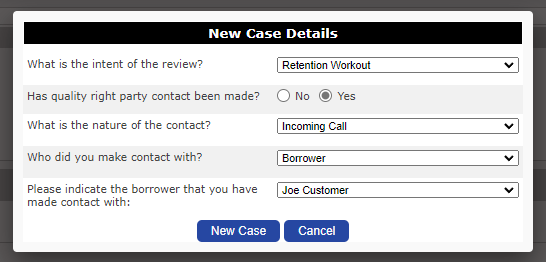 New Case Details
What is the intent of the review? Retention Workout
Has quality right party contact been made? No Yes
What is the nature of the contact? Incoming Call
Who did you make contact with? Borrower
Please indicate the borrower that you have Joe Customer
made contact with:
New Case Cancel